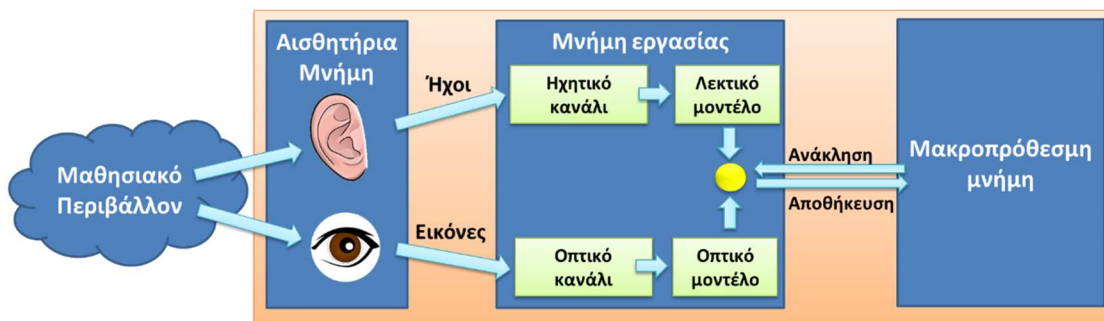 Μαθησιακό
Περιβάλλον
Αισθητήρια
Μνήμη
Ήχοι
Εικόνες
Μνήμη εργασίας
Ηχητικό
κανάλι
Λεκτικό
μοντέλο
Οπτικό
κανάλι
Οπτικό
μοντέλο
Ανάκληση
Αποθήκευση
Μακροπρόθεσμη
μνήμη